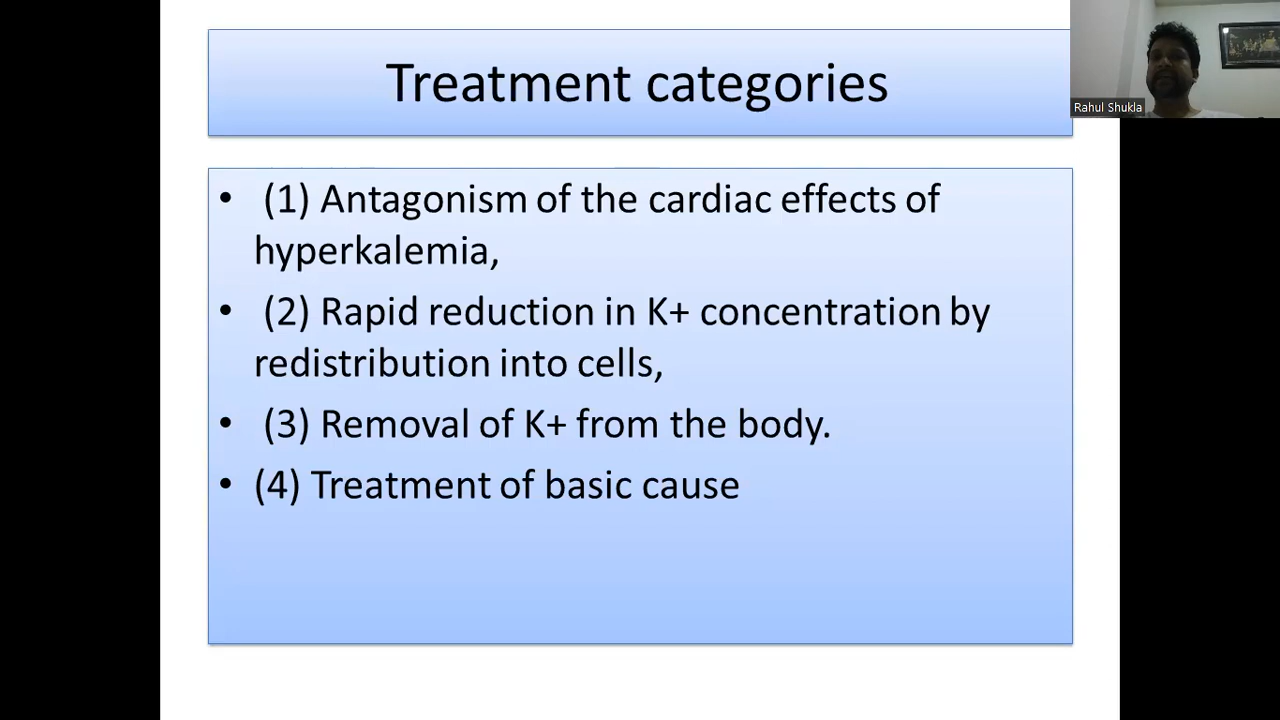 Treatment categories
Rahul Shukla
• (1) Antagonism of the cardiac effects of
hyperkalemia,
• (2) Rapid reduction in K+ concentration by
redistribution into cells,
• (3) Removal of K+ from the body.
• (4) Treatment of basic cause